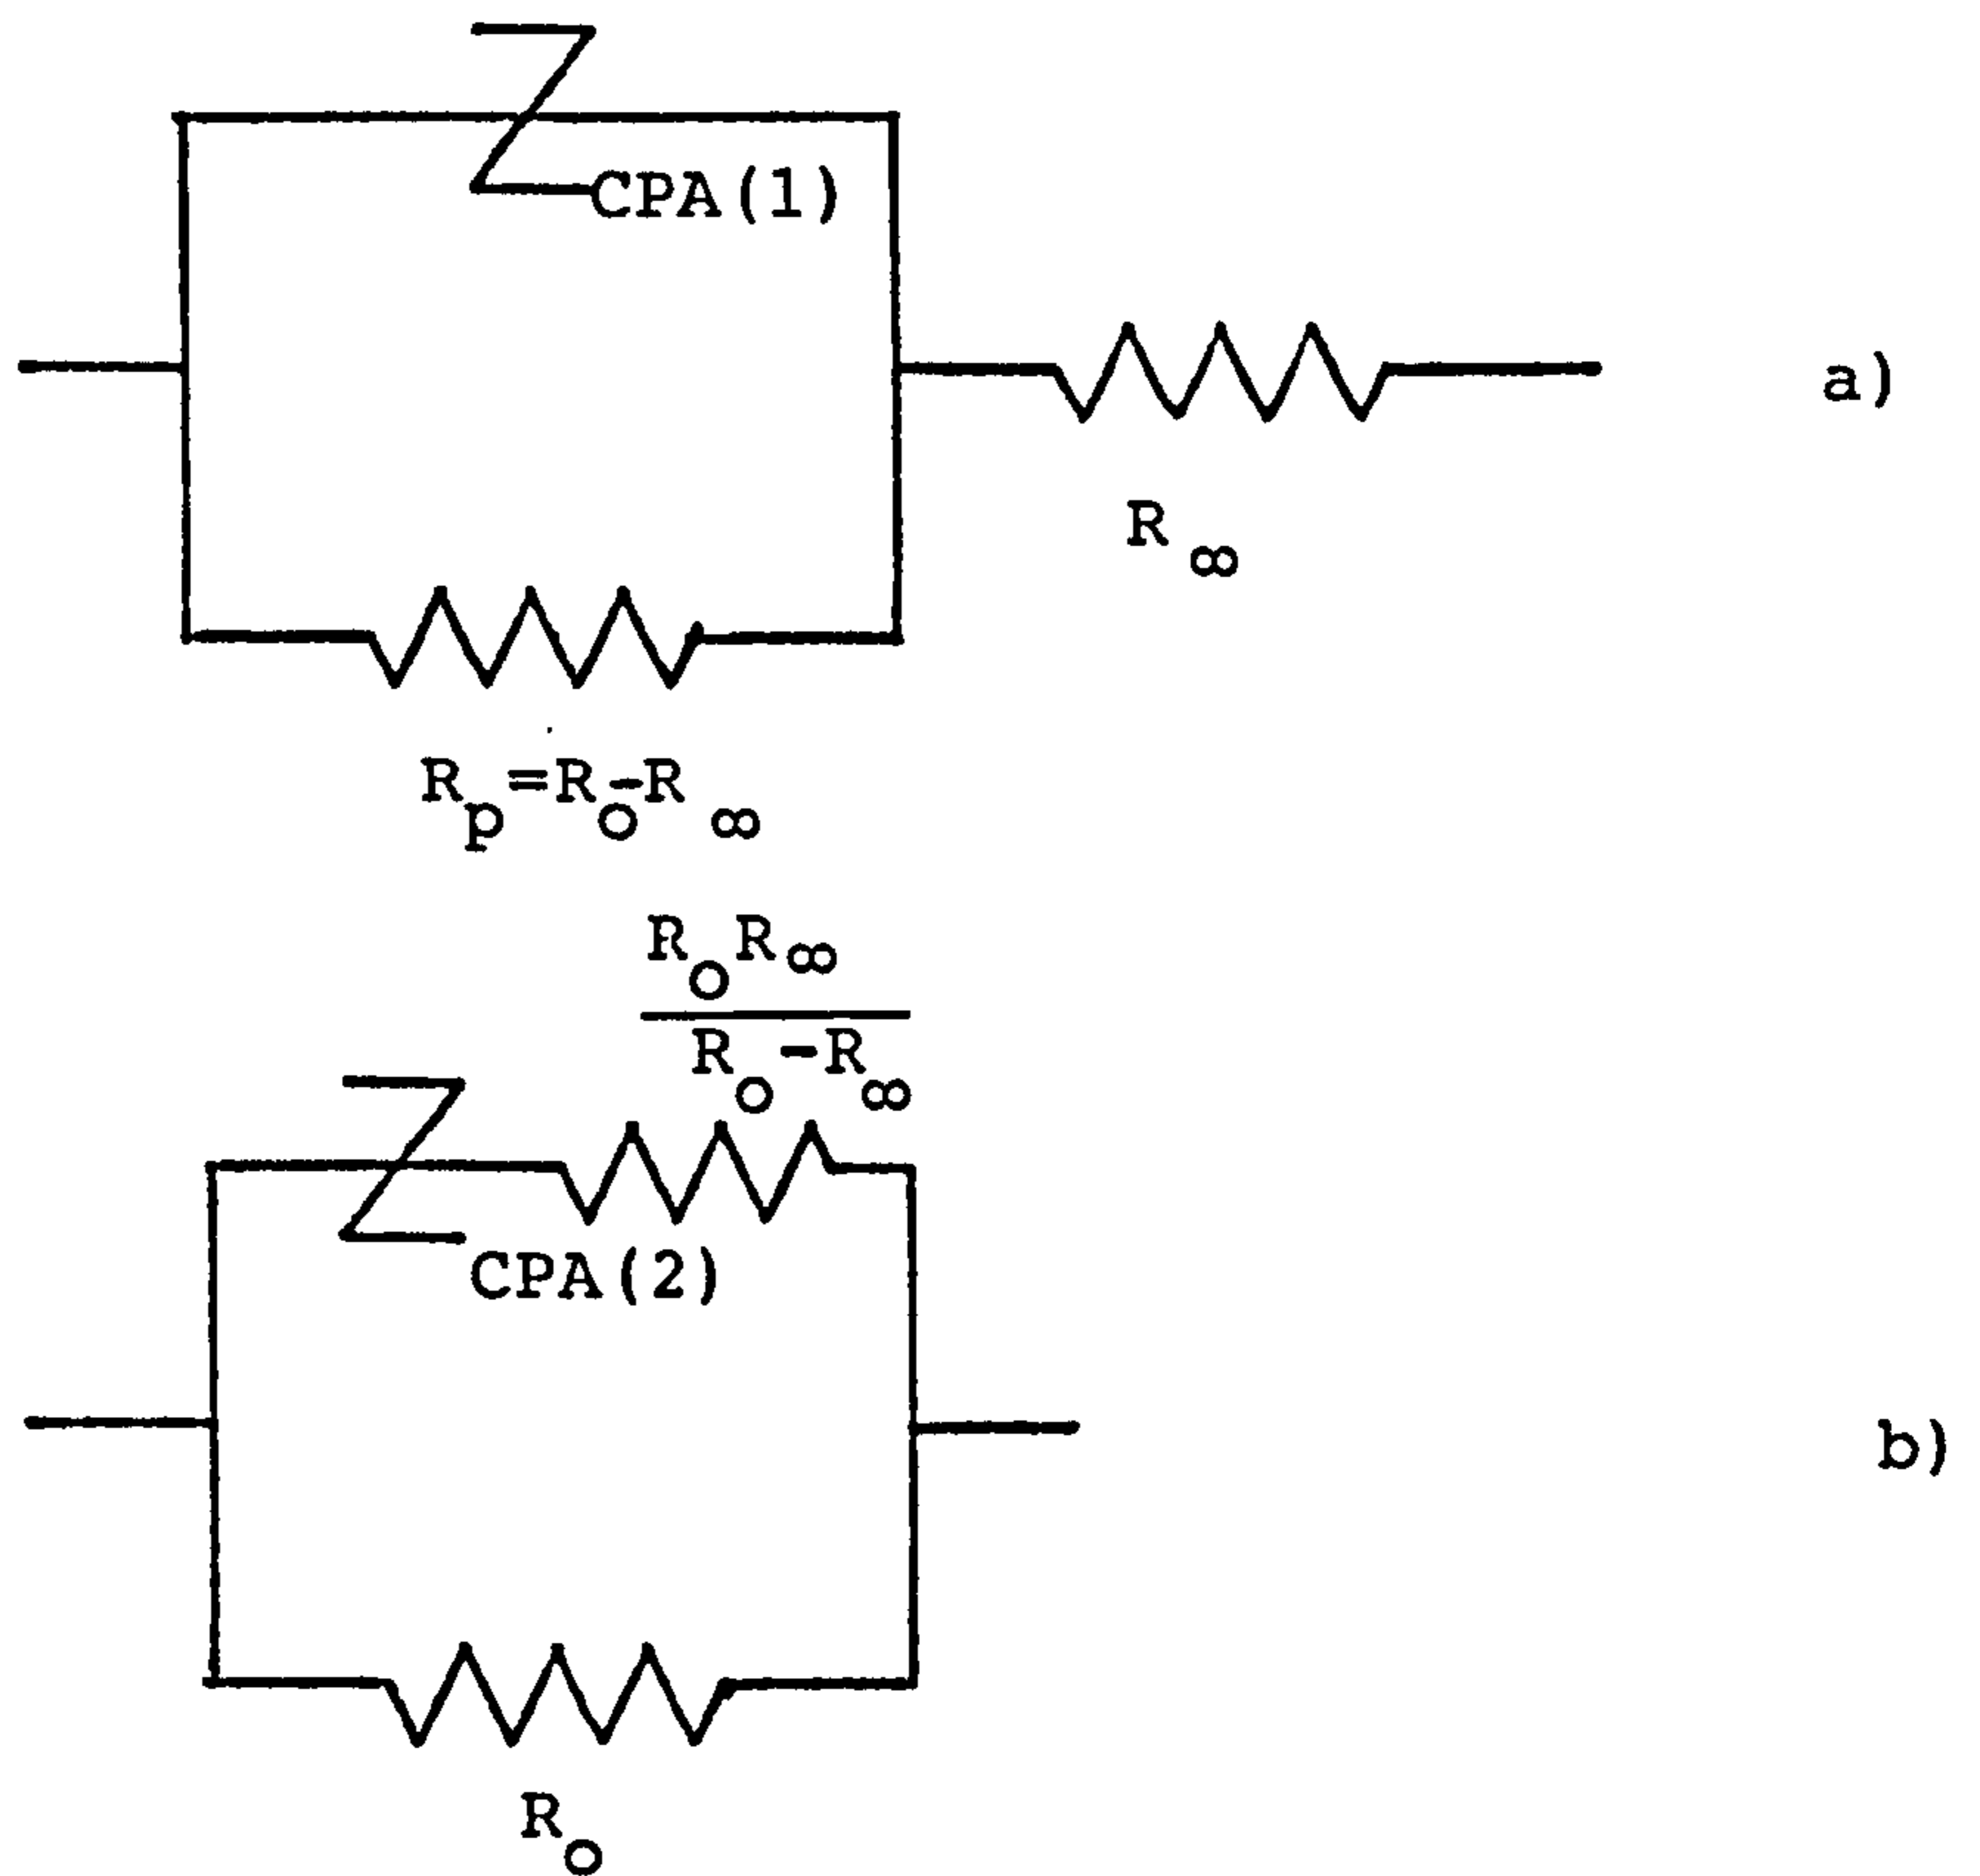 CPA(1)
a)
R∞
Rp=Ro-R∞
RoR∞
Ro-R∞
CPA(2)
b)
Ro